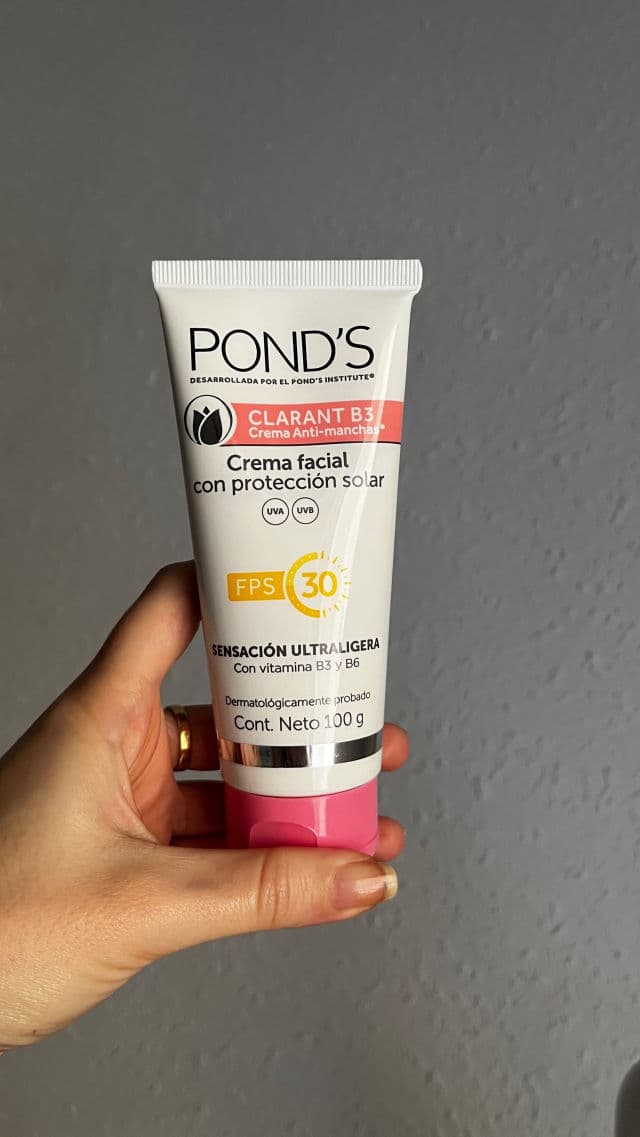 POND'S
DESARROLLADA POR EL POND'S INSTITUTE®
CLARANT B3
Crema Anti-manchas*
Crema facial
con protección solar
UVA UVB
FPS 30
SENSACIÓN ULTRALIGERA
Con vitamina B3 y B6
Dermatológicamente probado
Cont. Neto 100 g